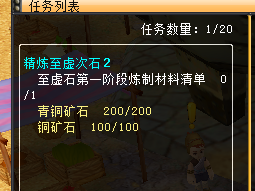 任务列表
任务数量: 1/20
精炼至虚次石2
至虚石第一阶段炼制材料清单 0
/1
青铜矿石 200/200
铜矿石 100/100